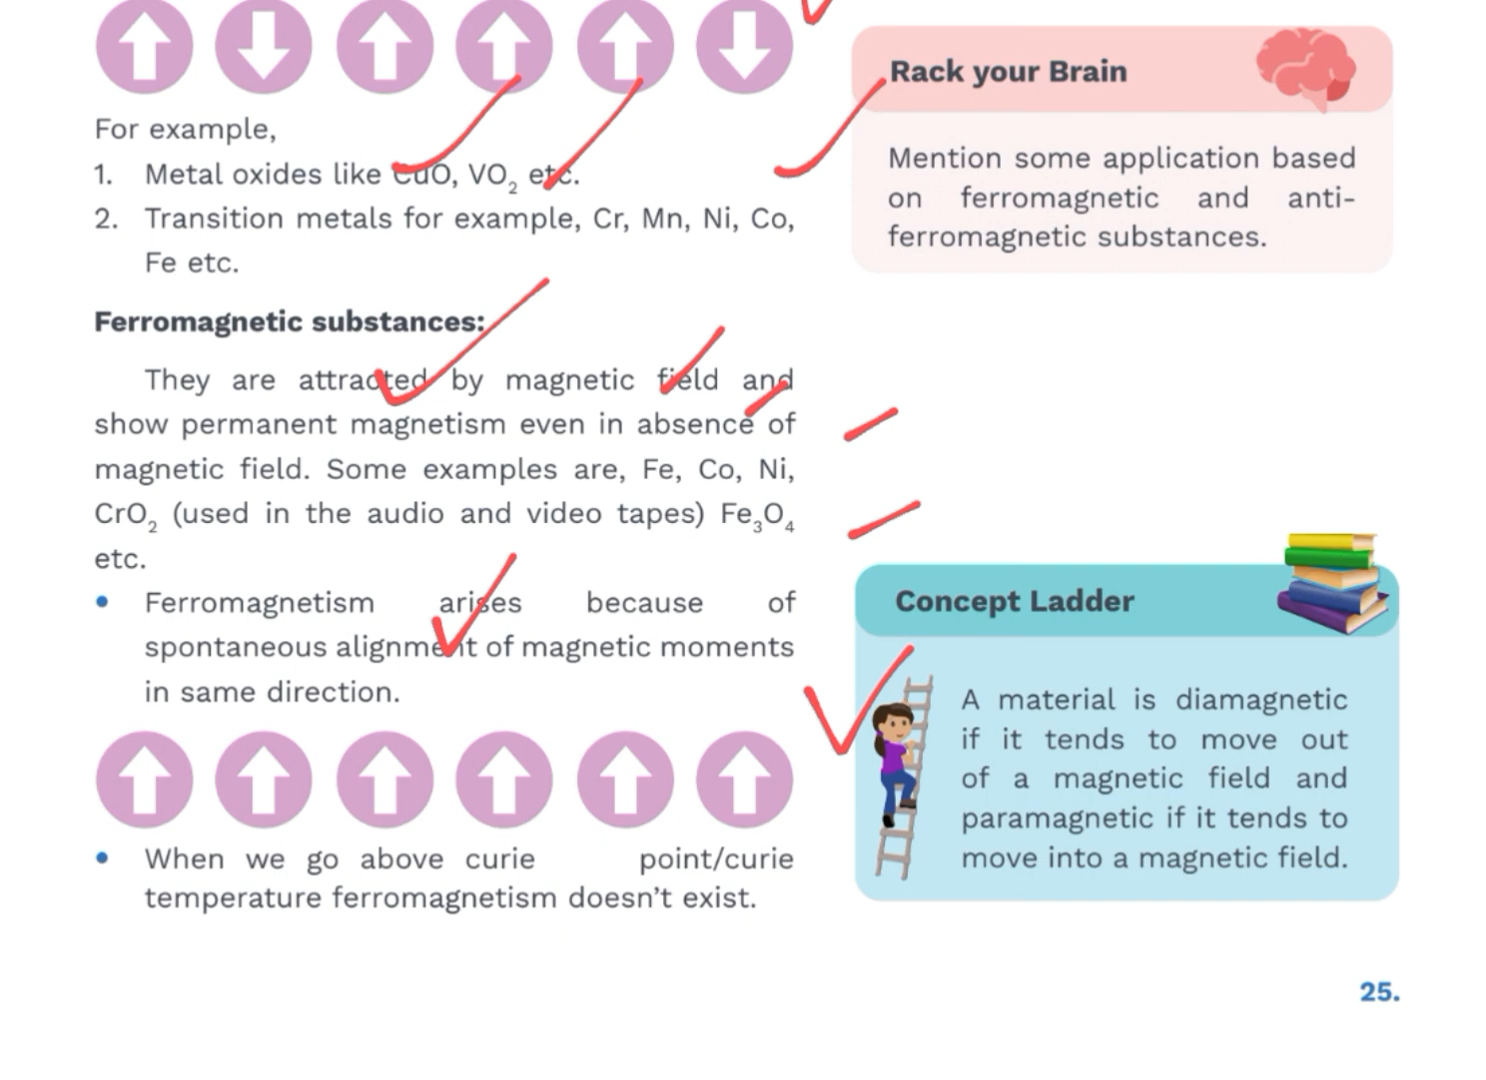 For example,
1. Metal oxides like CuO, VO₂ etc.
2. Transition metals for example, Cr, Mn, Ni, Co,
Fe etc.
Ferromagnetic substances:
They are attracted by magnetic field and
show permanent magnetism even in absence of
magnetic field. Some examples are, Fe, Co, Ni,
CrO₂ (used in the audio and video tapes) Fe₃O₄
etc.
• Ferromagnetism arises because of
spontaneous alignment of magnetic moments
in same direction.
• When we go above curie point/curie
temperature ferromagnetism doesn't exist.
Rack your Brain
Mention some application based
on ferromagnetic and anti-
ferromagnetic substances.
Concept Ladder
A material is diamagnetic
if it tends to move out
of a magnetic field and
paramagnetic if it tends to
move into a magnetic field.
25.